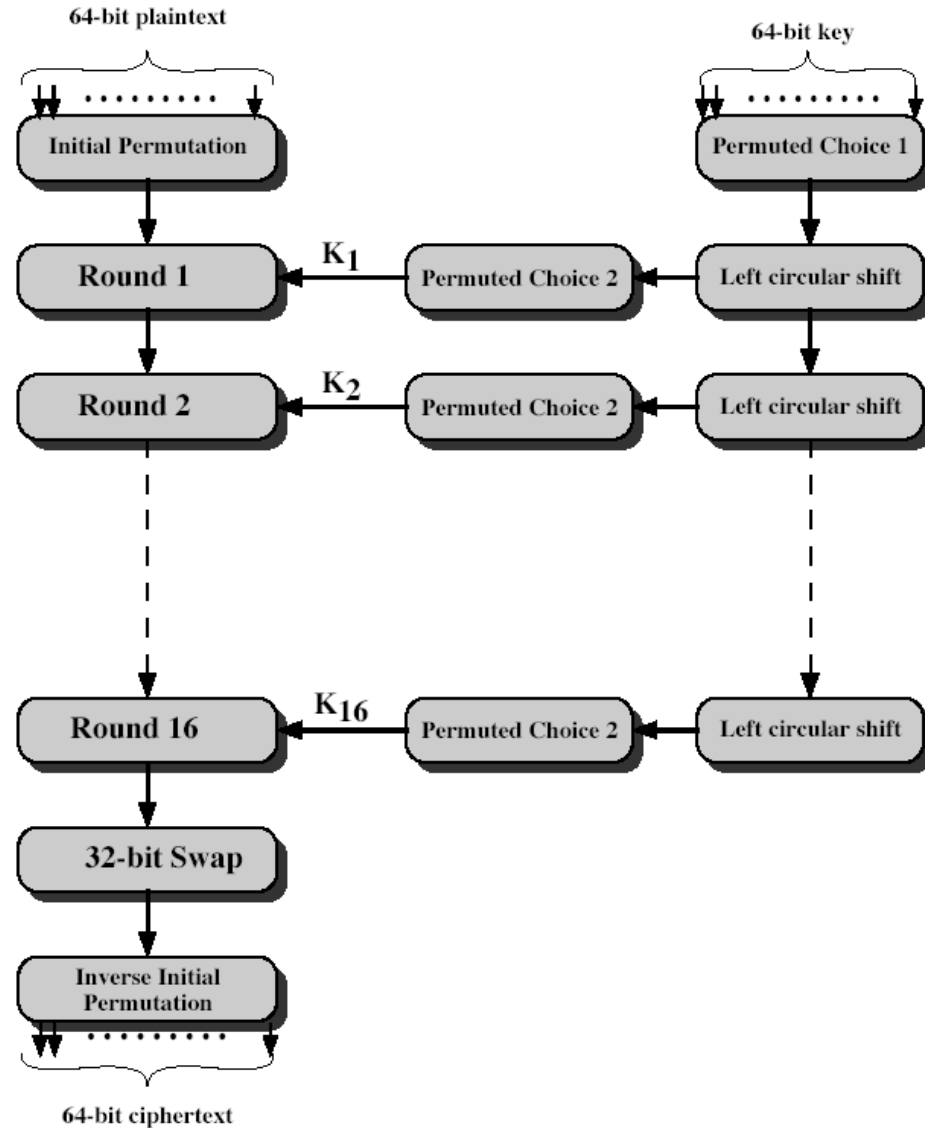 64-bit plaintext
64-bit key
Initial Permutation
Permuted Choice 1
Round 1
K1
Permuted Choice 2
Left circular shift
Round 2
K2
Permuted Choice 2
Left circular shift
Round 16
K16
Permuted Choice 2
Left circular shift
32-bit Swap
Inverse Initial
Permutation
64-bit ciphertext